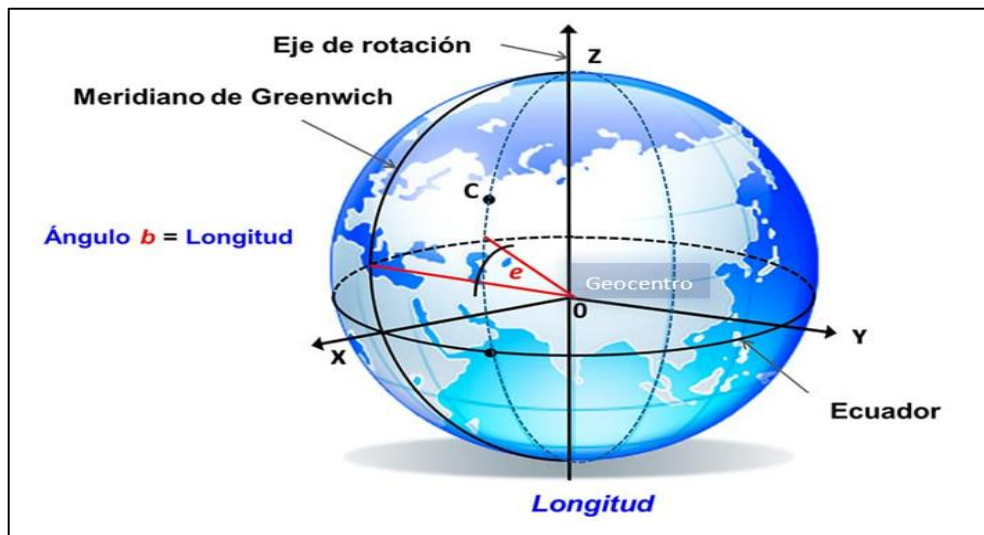 Eje de rotación
Z
Meridiano de Greenwich
C
Ángulo b = Longitud
e
Geocentro
0
X
Y
Ecuador
Longitud